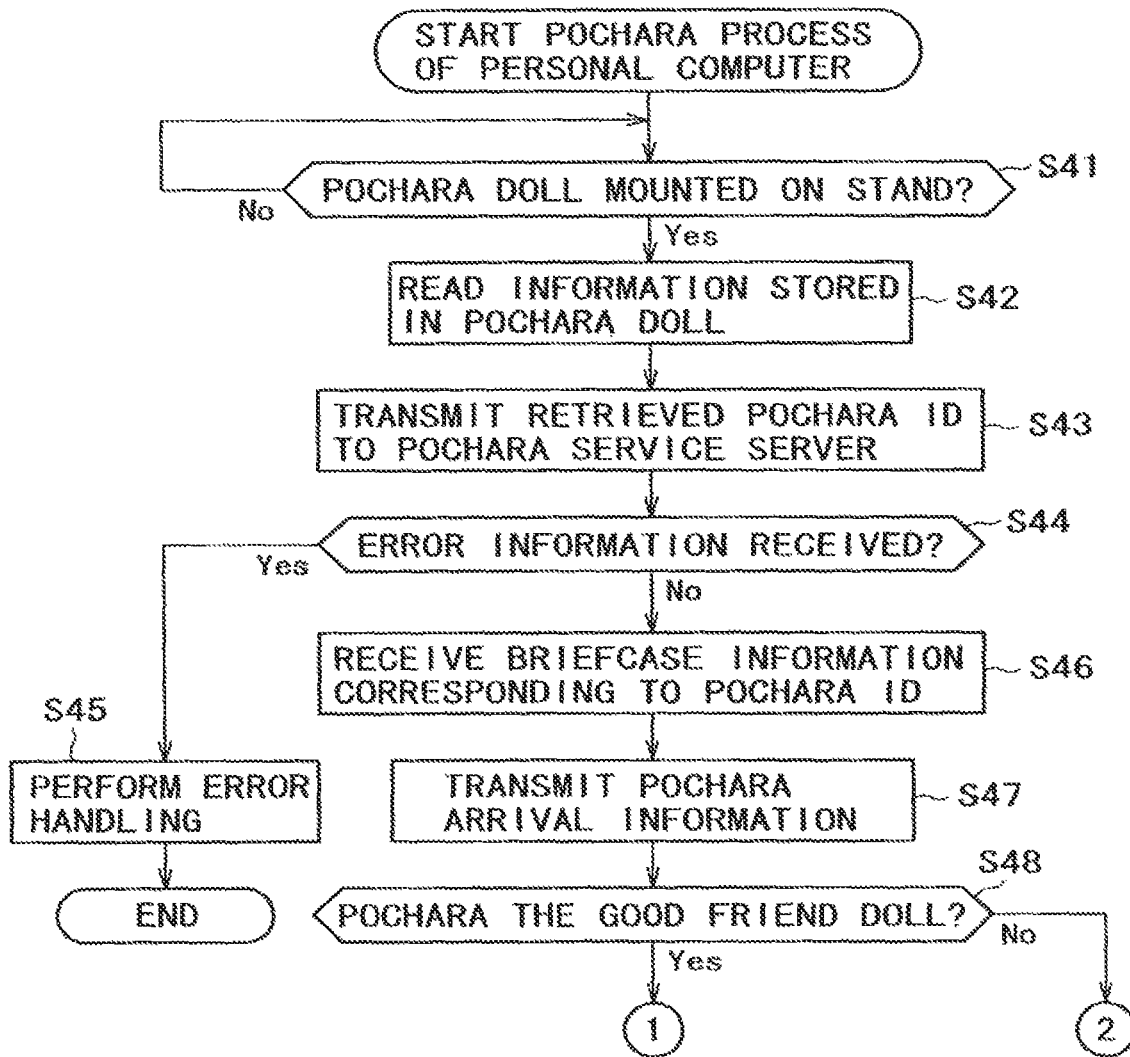 START POCHARA PROCESS
OF PERSONAL COMPUTER
POCHARA DOLL MOUNTED ON STAND?
S41
No
Yes
READ INFORMATION STORED
IN POCHARA DOLL
S42
TRANSMIT RETRIEVED POCHARA ID
TO POCHARA SERVICE SERVER
S43
ERROR INFORMATION RECEIVED?
S44
Yes
No
RECEIVE BRIEFCASE INFORMATION
CORRESPONDING TO POCHARA ID
S46
S45
PERFORM ERROR
HANDLING
TRANSMIT POCHARA
ARRIVAL INFORMATION
S47
END
POCHARA THE GOOD FRIEND DOLL?
S48
No
Yes
1
2